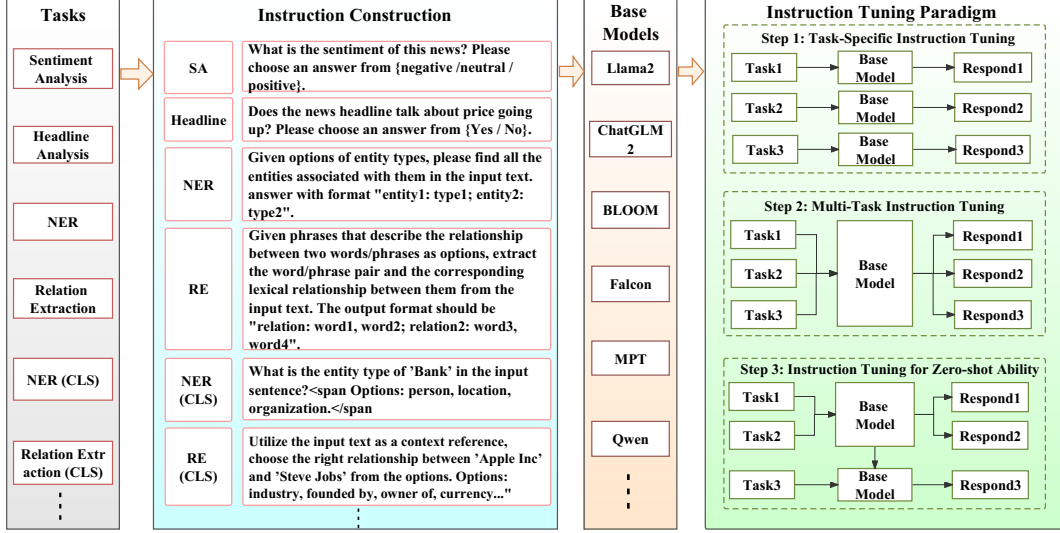 Tasks
Sentiment
Analysis
Headline
Analysis
NER
Relation
Extraction
NER (CLS)
Relation Extr
action (CLS)
Instruction Construction
SA
What is the sentiment of this news? Please
choose an answer from {negative /neutral /
positive}.
Headline
Does the news headline talk about price going
up? Please choose an answer from {Yes / No}.
NER
Given options of entity types, please find all the
entities associated with them in the input text.
answer with format "entity1: type1; entity2:
type2".
RE
Given phrases that describe the relationship
between two words/phrases as options, extract
the word/phrase pair and the corresponding
lexical relationship between them from the
input text. The output format should be
"relation: word1, word2; relation2: word3,
word4".
NER
(CLS)
What is the entity type of 'Bank' in the input
sentence?<span Options: person, location,
organization.</span
RE
(CLS)
Utilize the input text as a context reference,
choose the right relationship between 'Apple Inc'
and 'Steve Jobs' from the options. Options:
industry, founded by, owner of, currency..."
Base
Models
Llama2
ChatGLM
2
BLOOM
Falcon
MPT
Qwen
Instruction Tuning Paradigm
Step 1: Task-Specific Instruction Tuning
Task1
Base
Model
Respond1
Task2
Base
Model
Respond2
Task3
Base
Model
Respond3
Step 2: Multi-Task Instruction Tuning
Task1
Task2
Task3
Base
Model
Respond1
Respond2
Respond3
Step 3: Instruction Tuning for Zero-shot Ability
Task1
Task2
Base
Model
Respond1
Respond2
Task3
Base
Model
Respond3